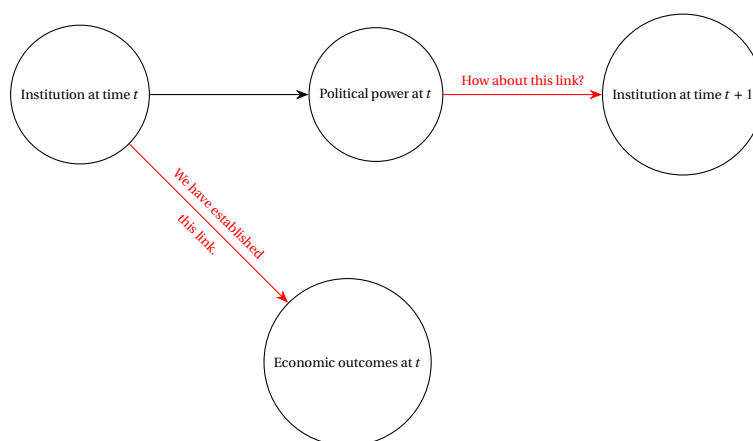 How about this link?
Institution at time t
Political power at t
Institution at time t + 1
We have established
this link.
Economic outcomes at t